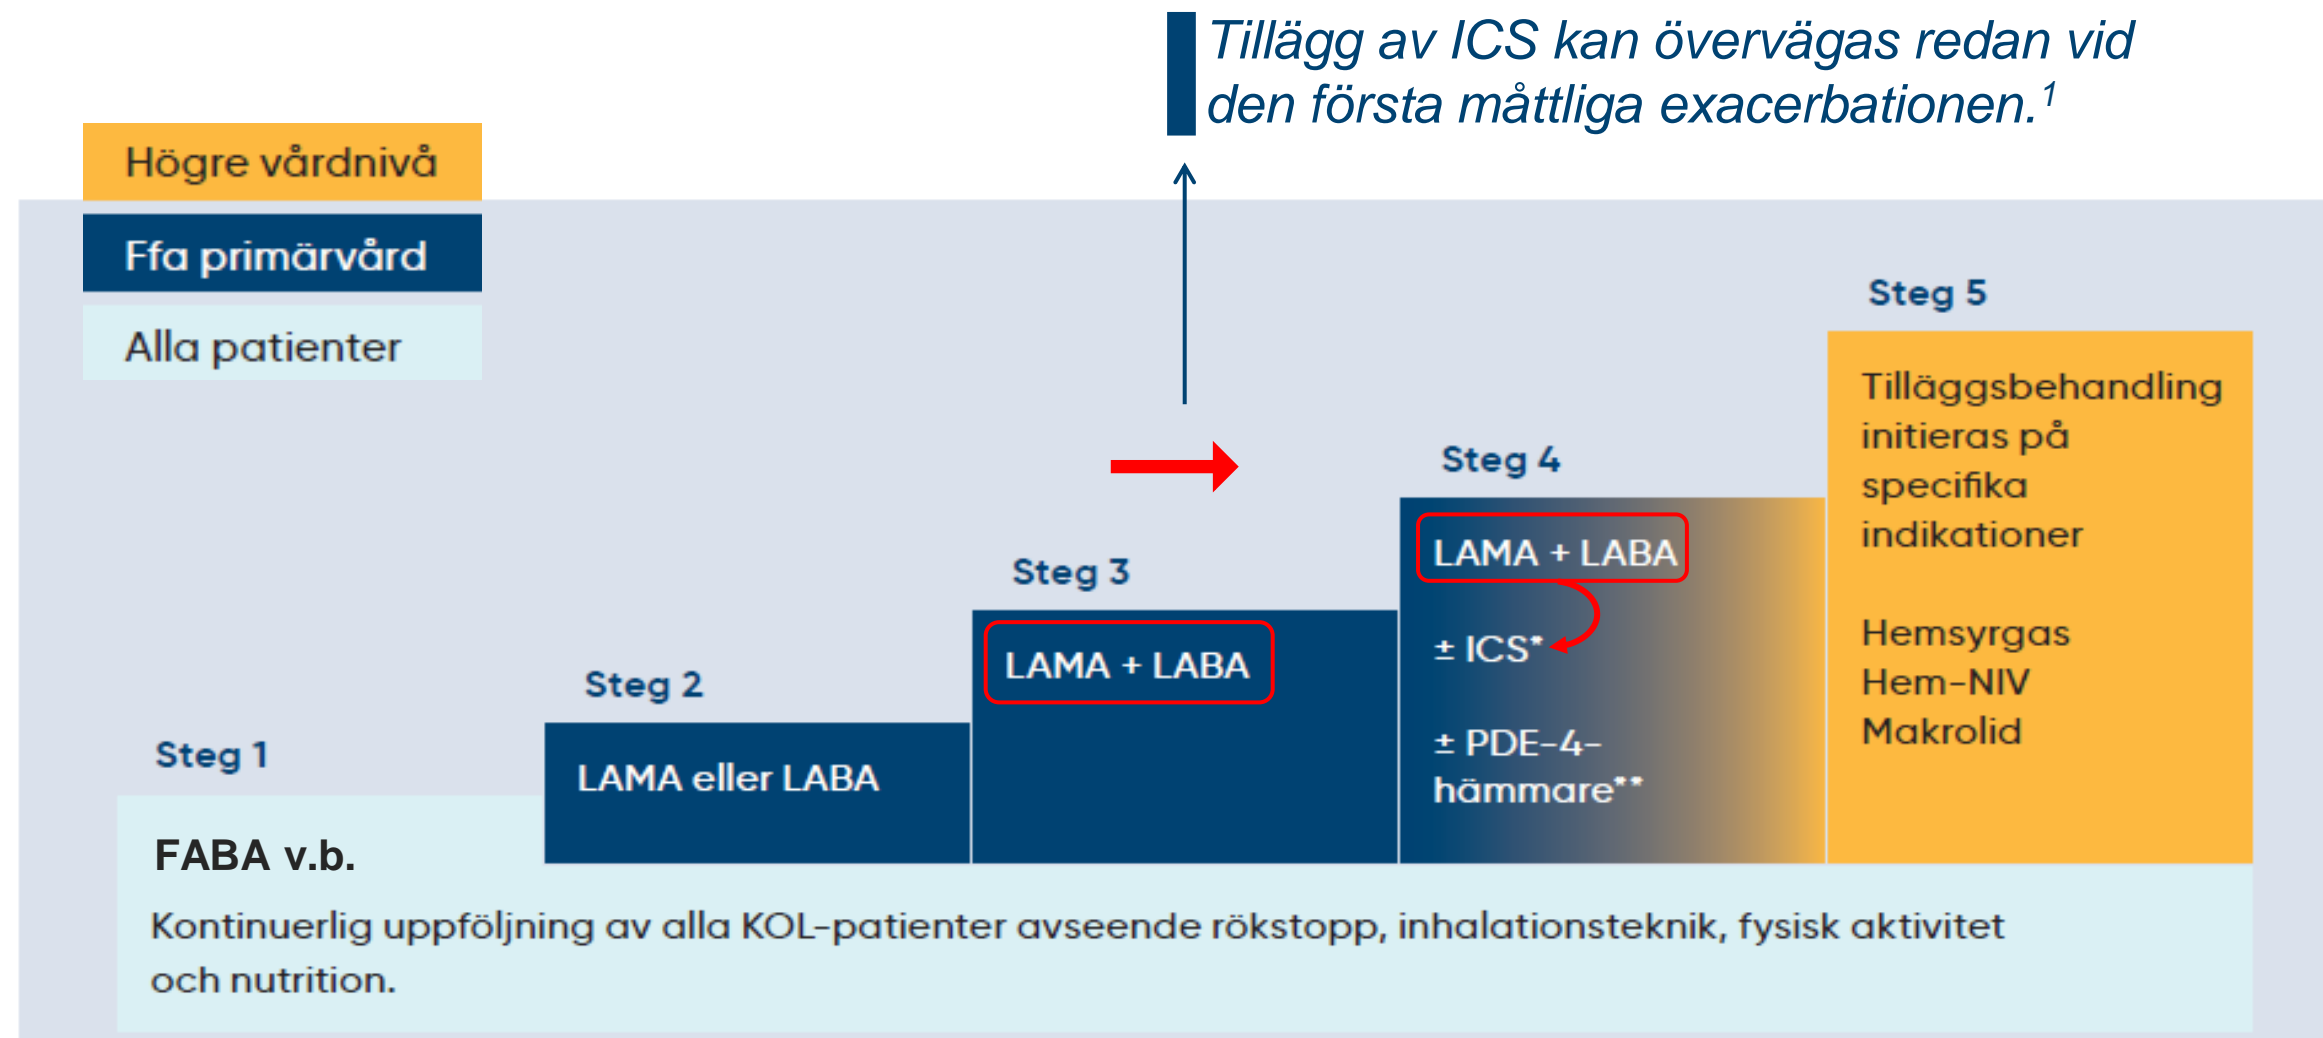 Tillägg av ICS kan övervägas redan vid
den första måttliga exacerbationen.1
Högre vårdnivå
Ffa primärvård
Alla patienter
Steg 1
FABA v.b.
Kontinuerlig uppföljning av alla KOL-patienter avseende rökstopp, inhalationsteknik, fysisk aktivitet
och nutrition.
Steg 2
LAMA eller LABA
Steg 3
LAMA + LABA
Steg 4
LAMA + LABA
± ICS*
± PDE-4-
hämmare**
Steg 5
Tilläggsbehandling
initieras på
specifika
indikationer
Hemsyrgas
Hem-NIV
Makrolid